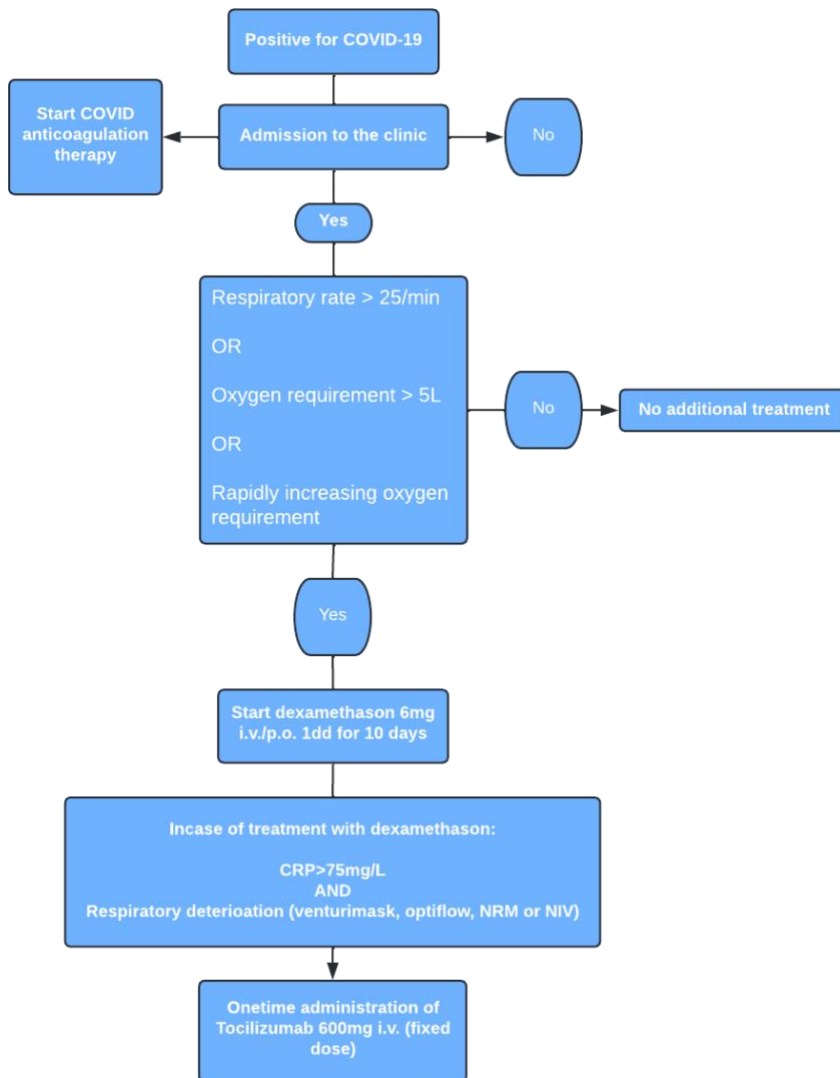 Positive for COVID-19
Start COVID
anticoagulation
therapy
Admission to the clinic
No
Yes
Respiratory rate > 25/min
OR
Oxygen requirement > 5L
OR
Rapidly increasing oxygen
requirement
No
No additional treatment
Yes
Start dexamethason 6mg
i.v./p.o. 1dd for 10 days
Incase of treatment with dexamethason:
CRP>75mg/L
AND
Respiratory deterioation (venturimask, optiflow, NRM or NIV)
Onetime administration of
Tocilizumab 600mg i.v. (fixed
dose)